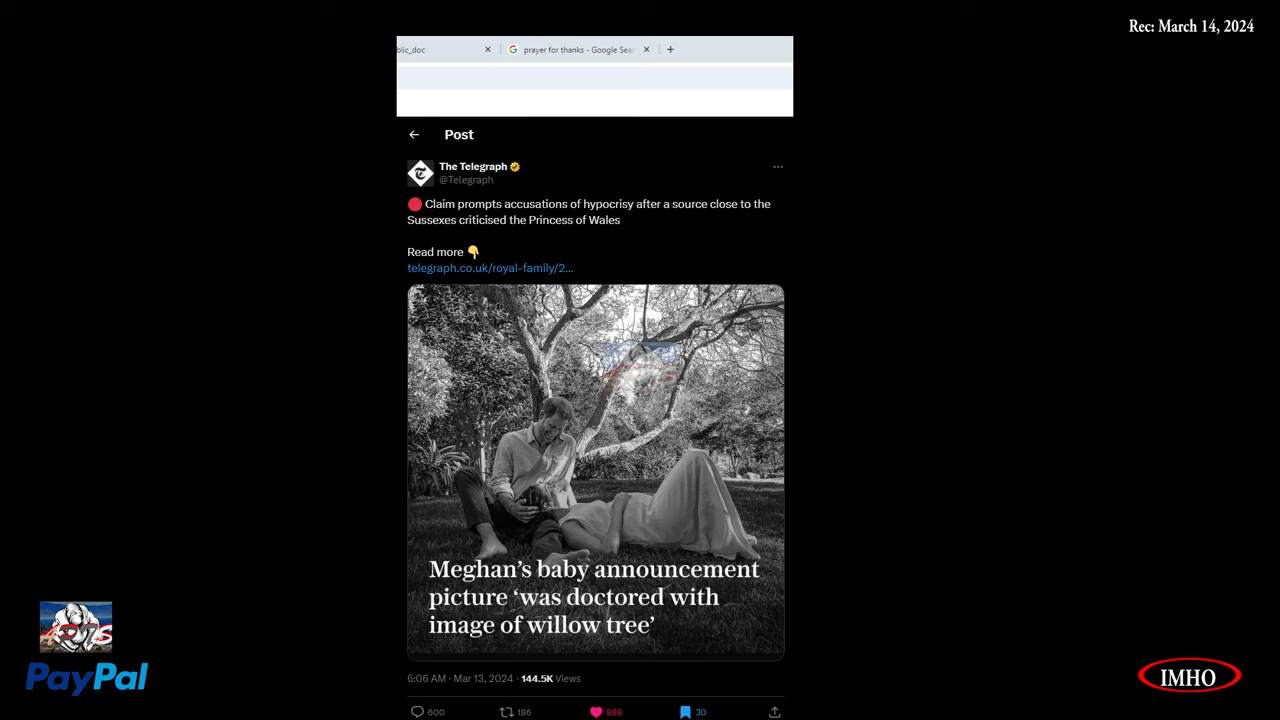 Rec: March 14, 2024
blic_doc
prayer for thanks - Google Sea
Post
The Telegraph
@Telegraph
Claim prompts accusations of hypocrisy after a source close to the
Sussexes criticised the Princess of Wales
Read more
telegraph.co.uk/royal-family/2...
Meghan's baby announcement
picture ‘was doctored with
image of willow tree’
6:06 AM · Mar 13, 2024 · 144.5K Views
600 186 889 30
PayPal
IMHO